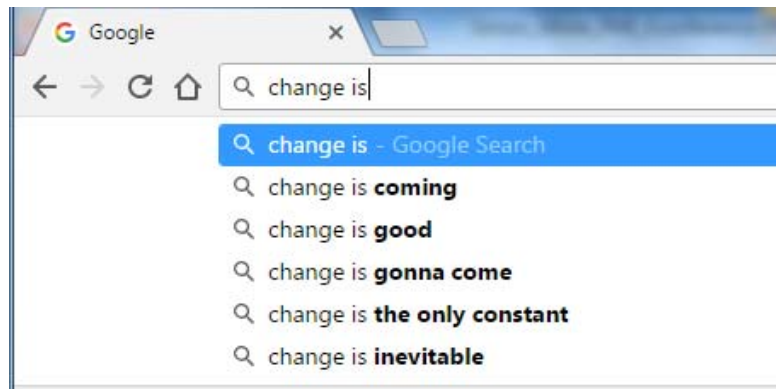 Google
change is
change is - Google Search
change is coming
change is good
change is gonna come
change is the only constant
change is inevitable